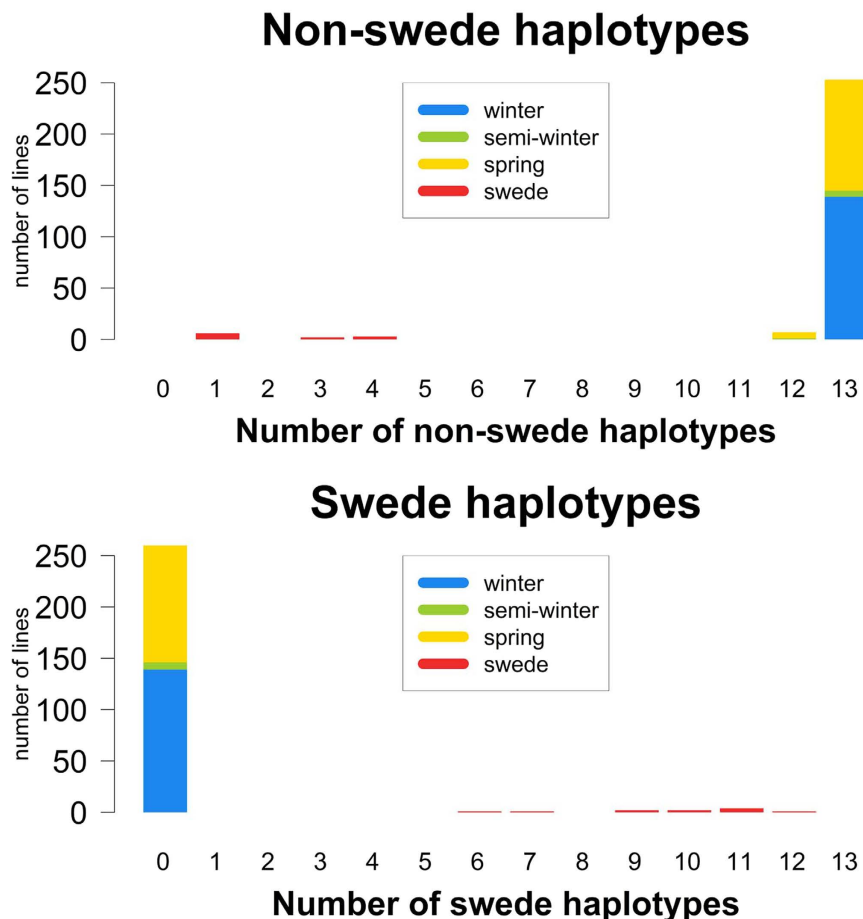 Non-swede haplotypes
number of lines
250
200
150
100
50
0
winter
semi-winter
spring
swede
0 1 2 3 4 5 6 7 8 9 10 11 12 13
Number of non-swede haplotypes
Swede haplotypes
number of lines
250
200
150
100
50
0
winter
semi-winter
spring
swede
0 1 2 3 4 5 6 7 8 9 10 11 12 13
Number of swede haplotypes